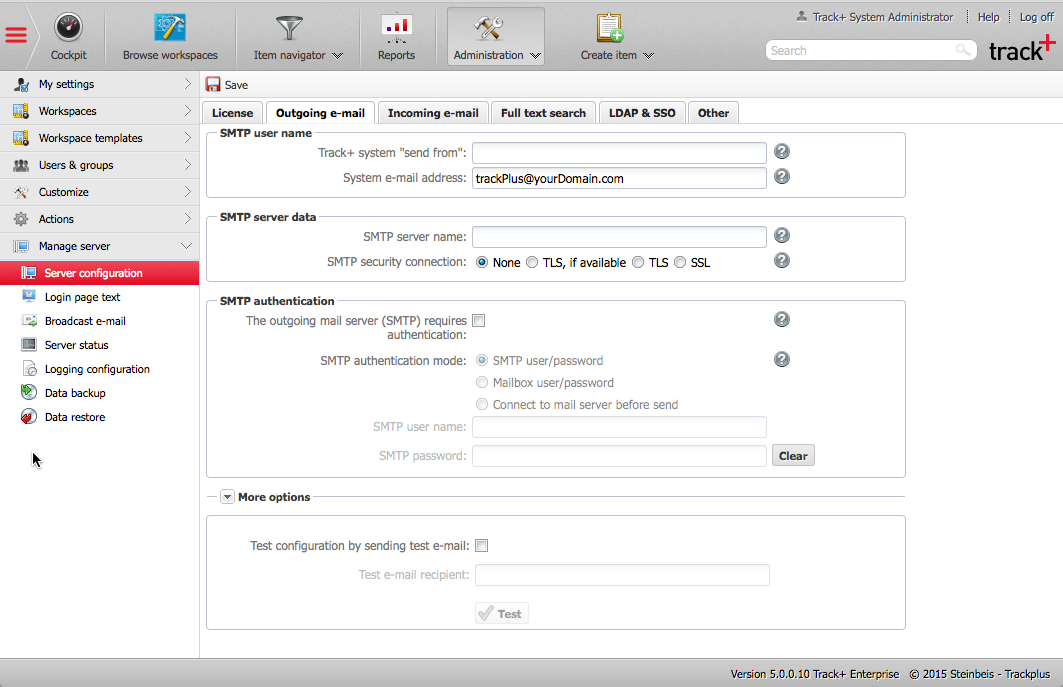 Cockpit
Browse workspaces
Item navigator
Reports
Administration
Create item
Track+ System Administrator
Help
Log off
Search
track+
My settings
Workspaces
Workspace templates
Users & groups
Customize
Actions
Manage server
Server configuration
Login page text
Broadcast e-mail
Server status
Logging configuration
Data backup
Data restore
Save
License
Outgoing e-mail
Incoming e-mail
Full text search
LDAP & SSO
Other
SMTP user name
Track+ system "send from":
System e-mail address: trackPlus@yourDomain.com
SMTP server data
SMTP server name:
SMTP security connection: None TLS, if available TLS SSL
SMTP authentication
The outgoing mail server (SMTP) requires
authentication:
SMTP authentication mode: SMTP user/password
Mailbox user/password
Connect to mail server before send
SMTP user name:
SMTP password: Clear
More options
Test configuration by sending test e-mail:
Test e-mail recipient:
Test
Version 5.0.0.10 Track+ Enterprise © 2015 Steinbeis - Trackplus